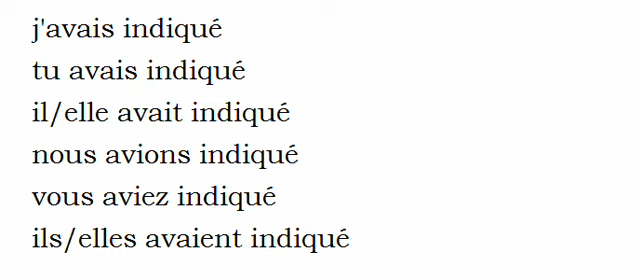 j'avais indiqué
tu avais indiqué
il/elle avait indiqué
nous avions indiqué
vous aviez indiqué
ils/elles avaient indiqué